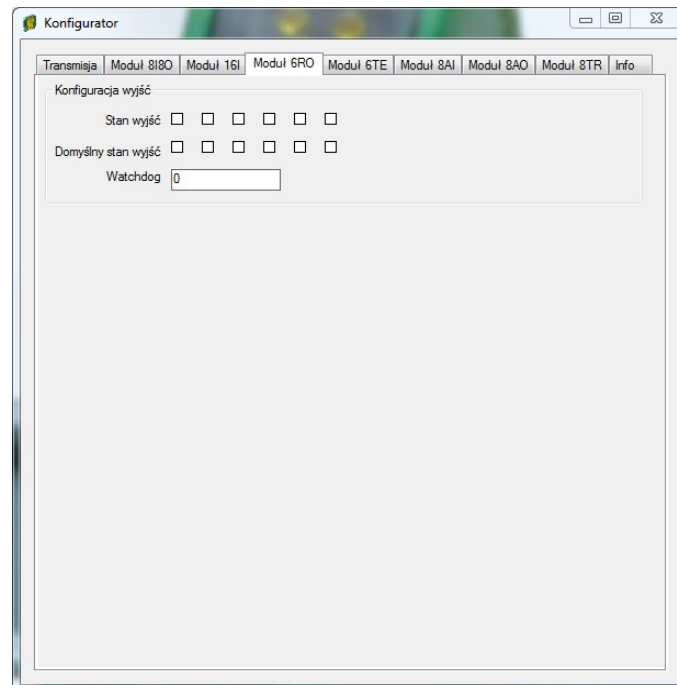 Konfigurator
Transmisja Moduł 8I8O Moduł 16I Moduł 6RO Moduł 6TE Moduł 8AI Moduł 8AO Moduł 8TR Info
Konfiguracja wyjść
Stan wyjść
Domyślny stan wyjść
Watchdog 0